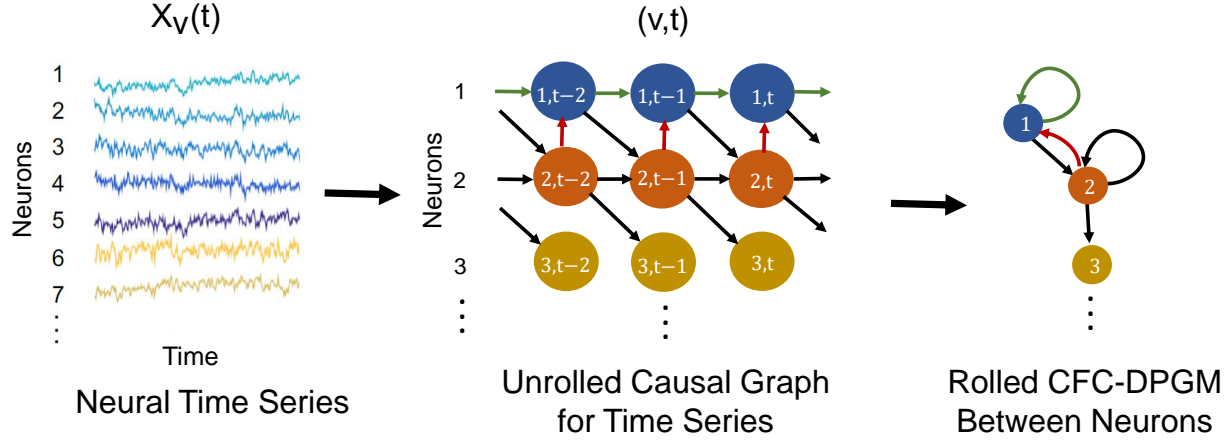 X_v(t)
Neurons
1
2
3
4
5
6
7
Time
Neural Time Series
(v,t)
Neurons
1
2
3
1,t−2
1,t−1
1,t
2,t−2
2,t−1
2,t
3,t−2
3,t−1
3,t
Unrolled Causal Graph
for Time Series
1
2
3
Rolled CFC-DPGM
Between Neurons